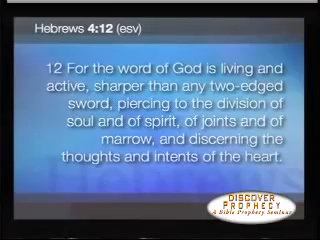 Hebrews 4:12 (esv)
12 For the word of God is living and
active, sharper than any two-edged
sword, piercing to the division of
soul and of spirit, of joints and of
marrow, and discerning the
thoughts and intents of the heart.
DISCOVER
PROPHECY
A Bible Prophecy Seminar